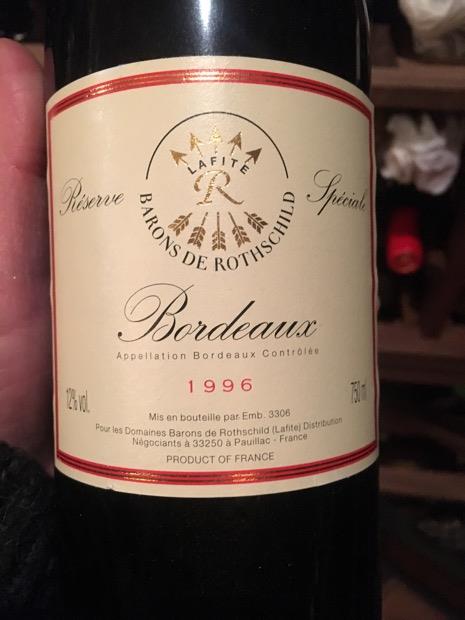 LAFITE
R
BARONS DE ROTHSCHILD
Réserve Spéciale
Bordeaux
Appellation Bordeaux Contrôlée
1996
12% vol. 750 ml
Mis en bouteille par Emb. 3306
Pour les Domaines Barons de Rothschild (Lafite) Distribution
Négociants à 33250 à Pauillac - France
PRODUCT OF FRANCE